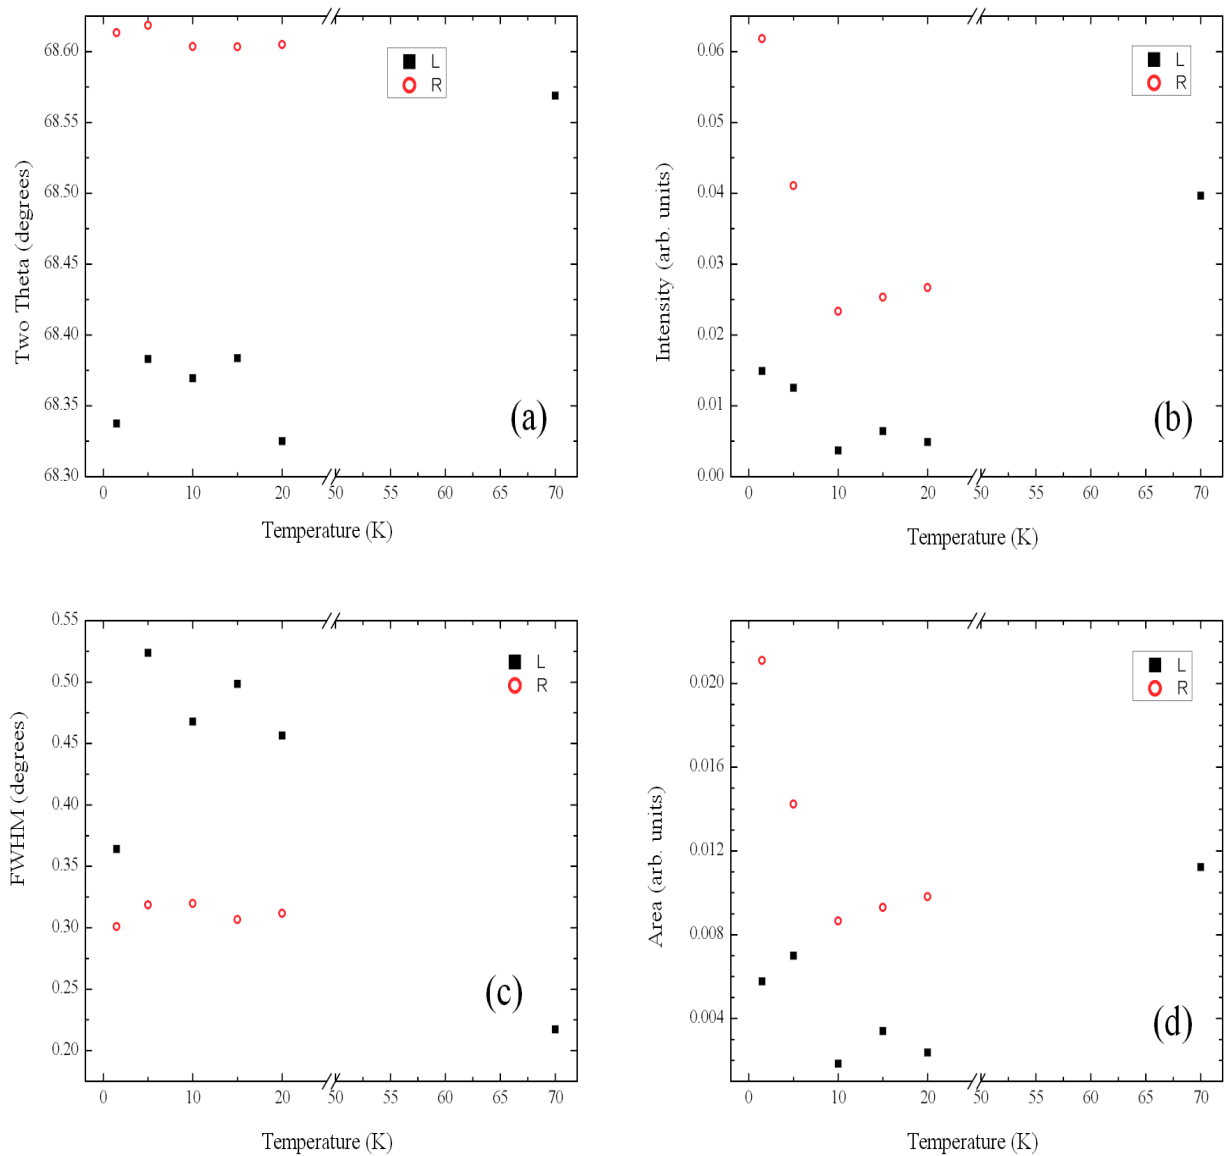 68.60
68.55
68.50
68.45
68.40
68.35
68.30
Two Theta (degrees)
L
R
(a)
0 10 20 50 55 60 65 70
Temperature (K)
0.06
0.05
0.04
0.03
0.02
0.01
0.00
Intensity (arb. units)
L
R
(b)
0 10 20 50 55 60 65 70
Temperature (K)
0.55
0.50
0.45
0.40
0.35
0.30
0.25
0.20
FWHM (degrees)
L
R
(c)
0 10 20 50 55 60 65 70
Temperature (K)
0.020
0.016
0.012
0.008
0.004
Area (arb. units)
L
R
(d)
0 10 20 50 55 60 65 70
Temperature (K)